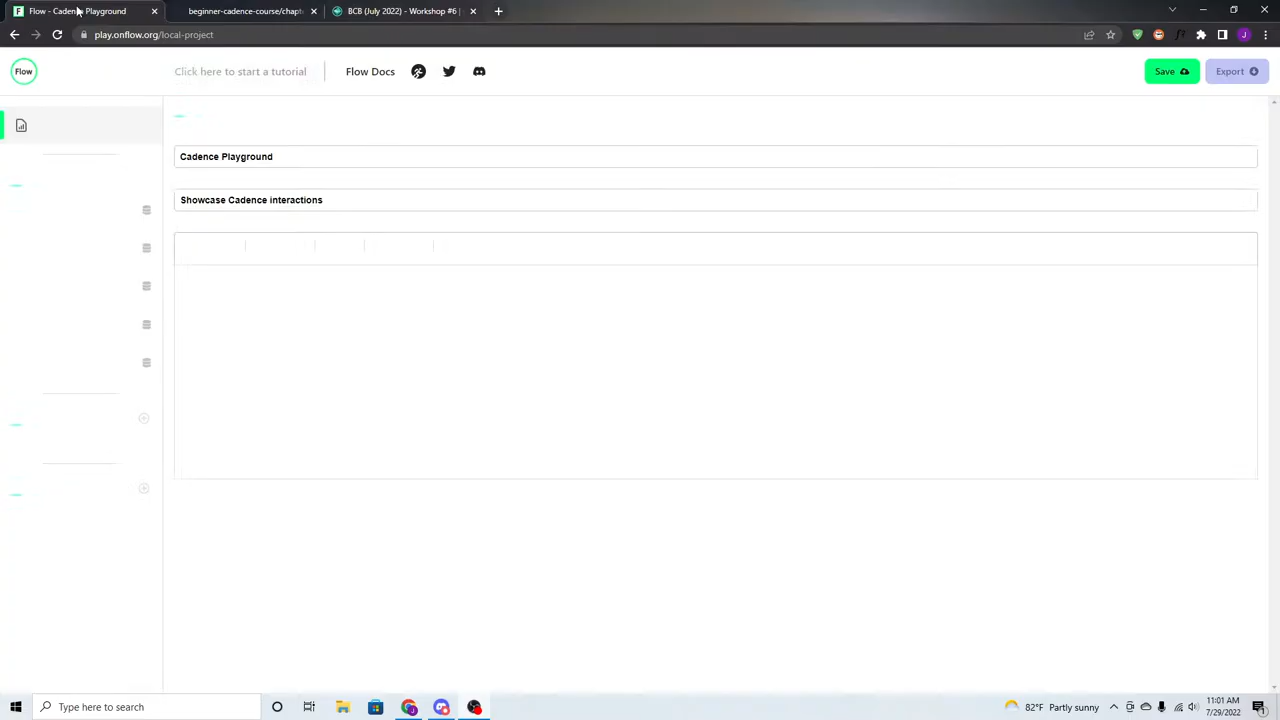 Flow - Cadence Playground
beginner-cadence-course/chapt
BCB (July 2022) - Workshop #6 |
play.onflow.org/local-project
Flow
Click here to start a tutorial
Flow Docs
Save
Export
Cadence Playground
Showcase Cadence interactions
Type here to search
82°F Partly sunny
11:01 AM
7/29/2022